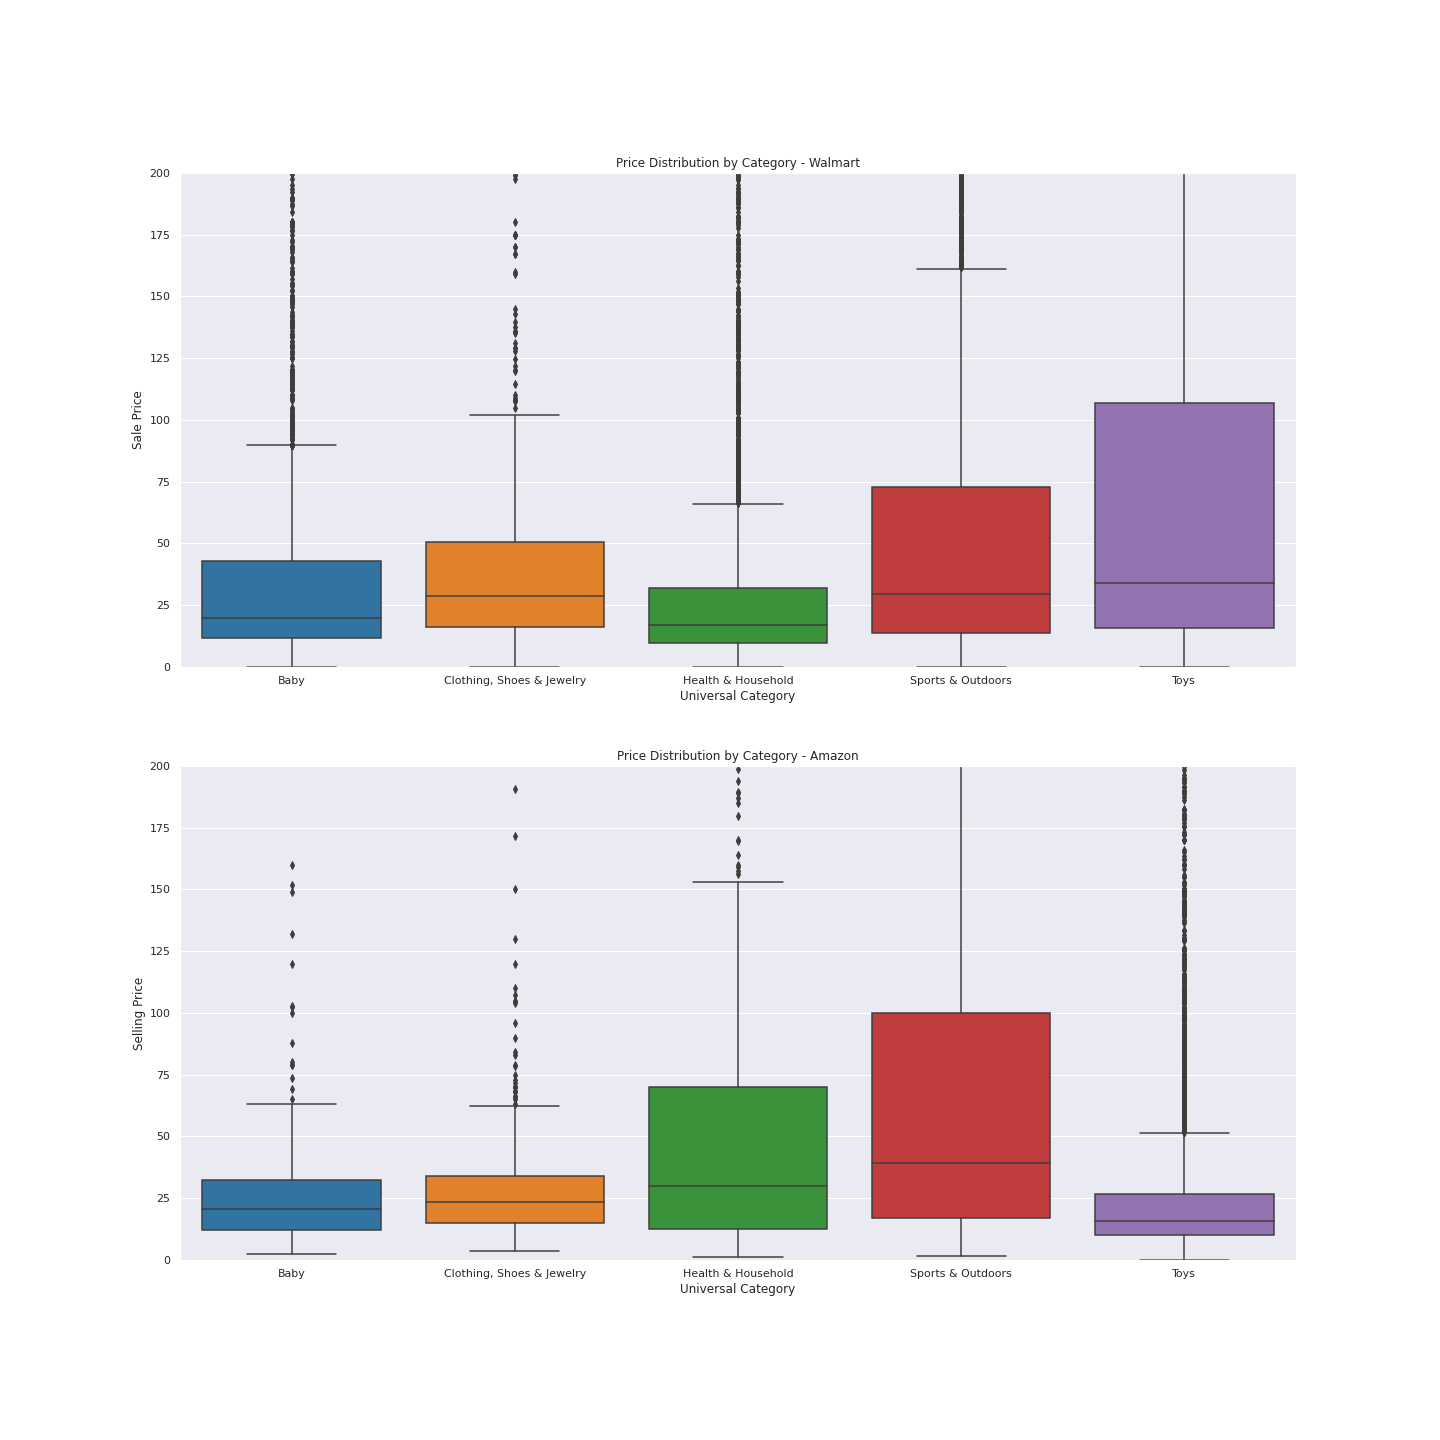 Price Distribution by Category - Walmart
200
175
150
125
100
75
50
25
0
Sale Price
Baby
Clothing, Shoes & Jewelry
Health & Household
Sports & Outdoors
Toys
Universal Category
Price Distribution by Category - Amazon
200
175
150
125
100
75
50
25
0
Selling Price
Baby
Clothing, Shoes & Jewelry
Health & Household
Sports & Outdoors
Toys
Universal Category